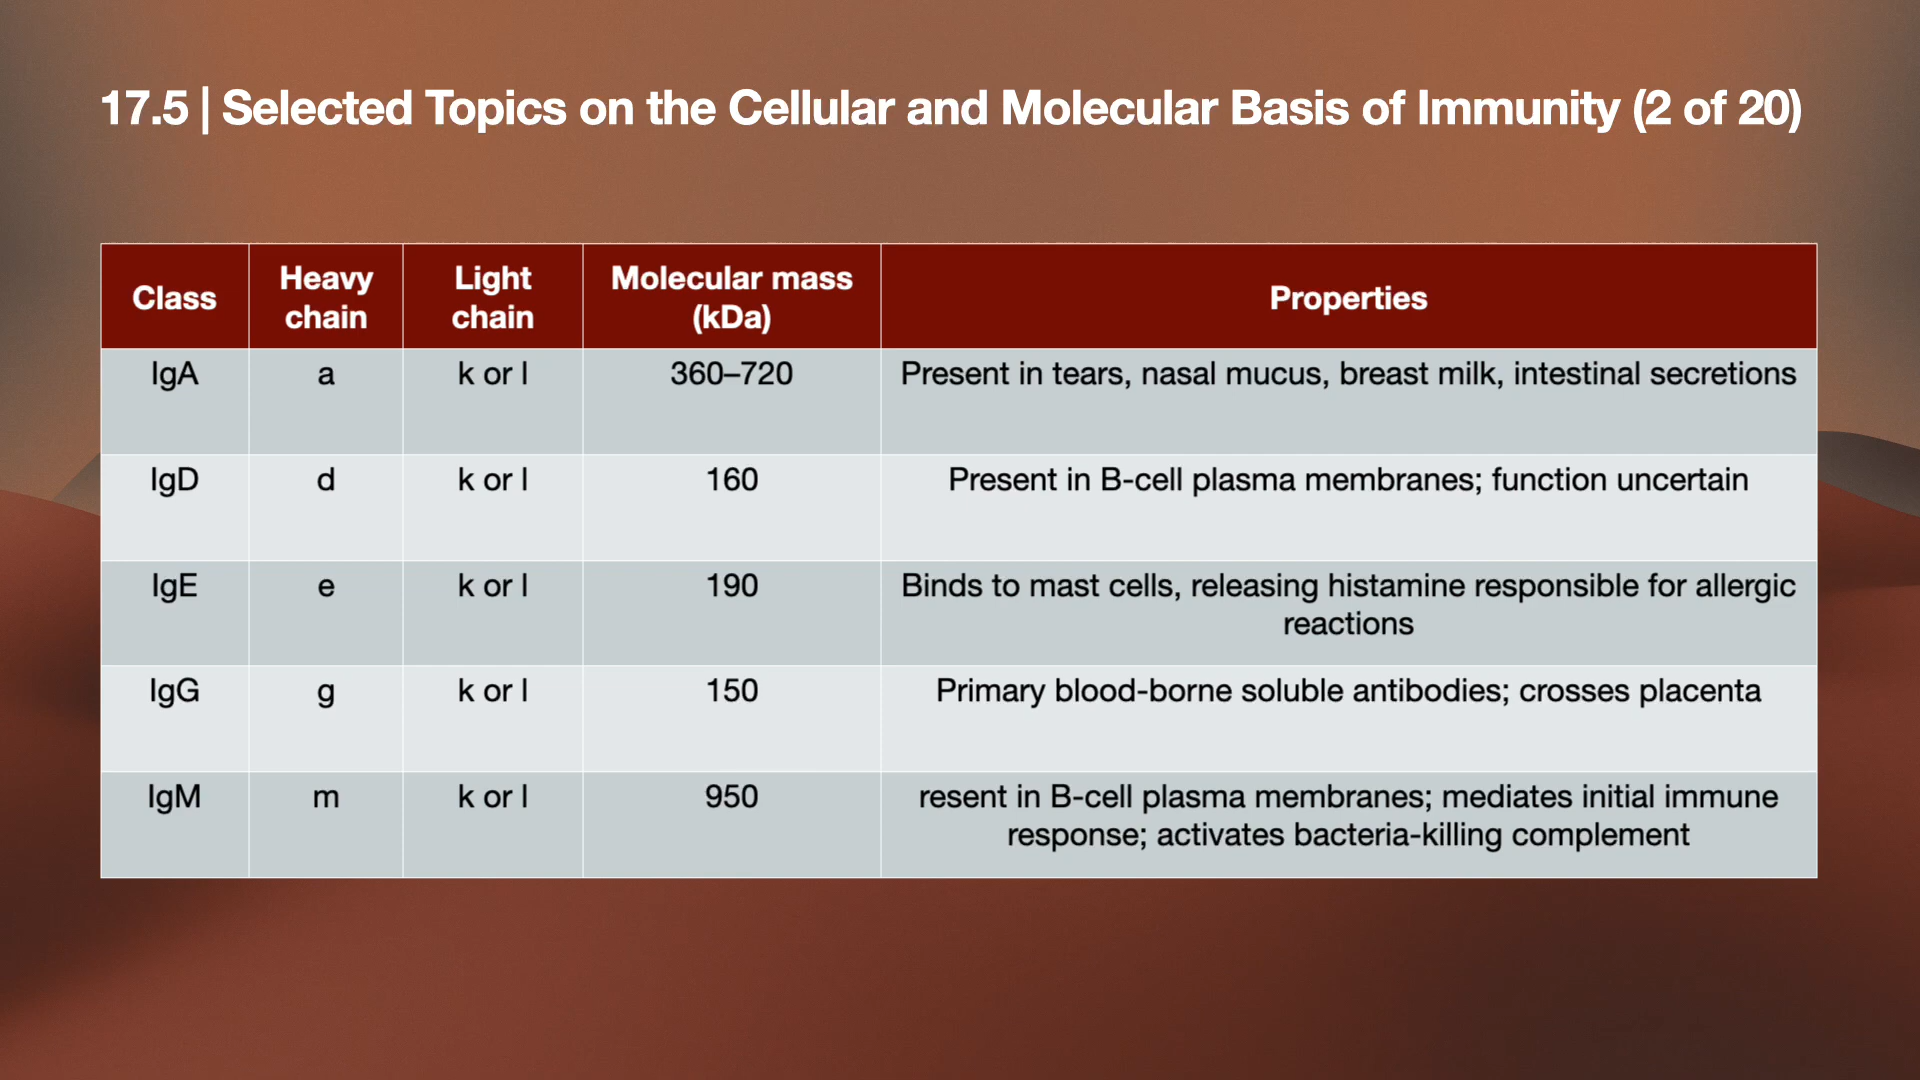 17.5 | Selected Topics on the Cellular and Molecular Basis of Immunity (2 of 20)
Class
Heavy
chain
Light
chain
Molecular mass
(kDa)
Properties
IgA
a
k or l
360–720
Present in tears, nasal mucus, breast milk, intestinal secretions
IgD
d
k or l
160
Present in B-cell plasma membranes; function uncertain
IgE
e
k or l
190
Binds to mast cells, releasing histamine responsible for allergic
reactions
IgG
g
k or l
150
Primary blood-borne soluble antibodies; crosses placenta
IgM
m
k or l
950
resent in B-cell plasma membranes; mediates initial immune
response; activates bacteria-killing complement